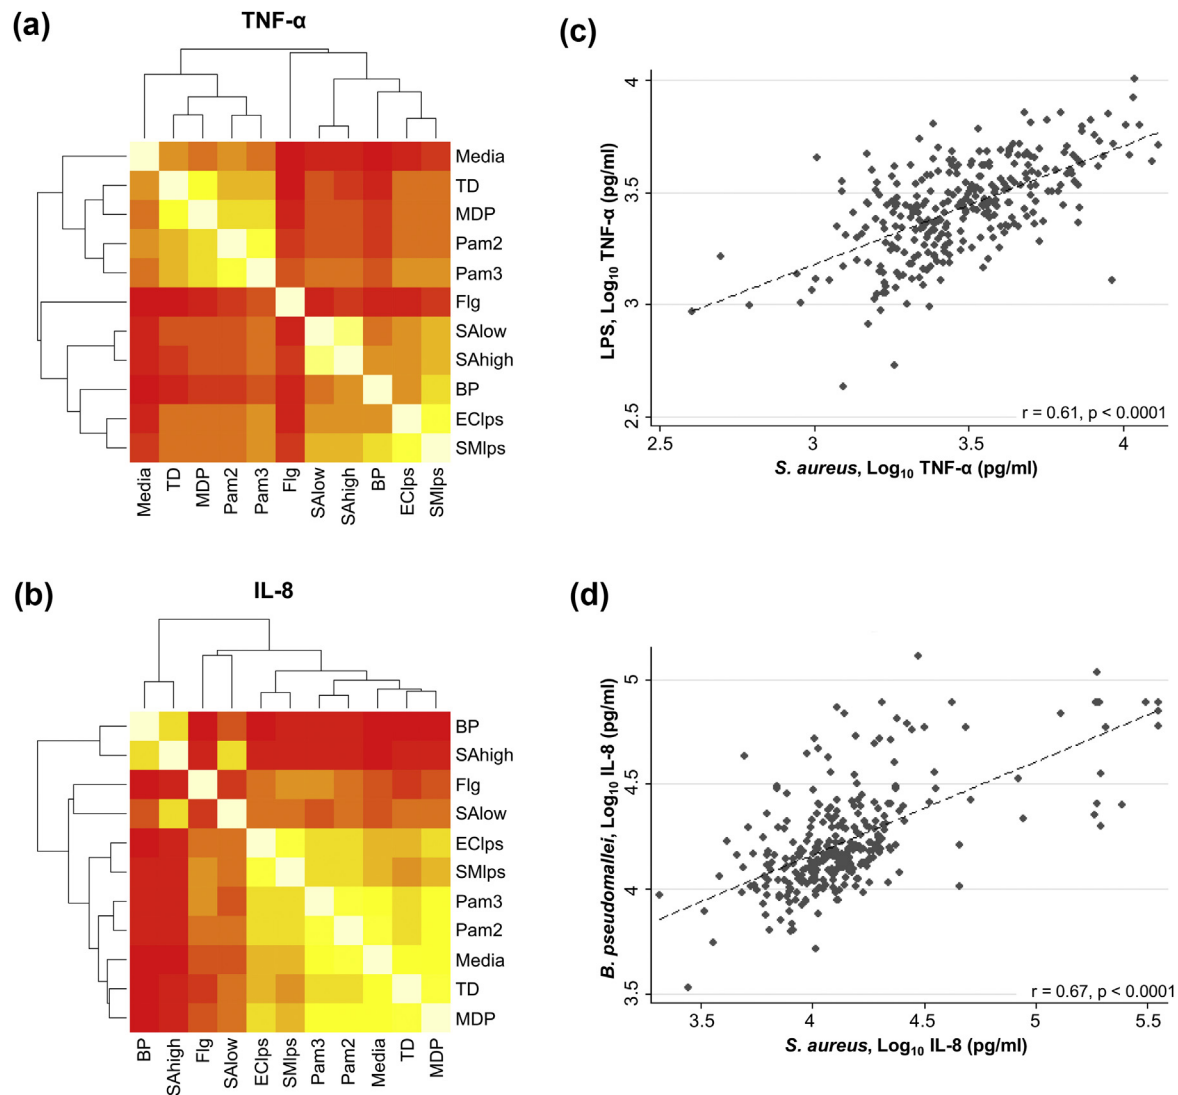 (a)
TNF-α
Media
TD
MDP
Pam2
Pam3
Flg
SAlow
SAhigh
BP
EClps
SMlps
Media
TD
MDP
Pam2
Pam3
Flg
SAlow
SAhigh
BP
EClps
SMlps
(b)
IL-8
BP
SAhigh
Flg
SAlow
EClps
SMlps
Pam3
Pam2
Media
TD
MDP
BP
SAhigh
Flg
SAlow
EClps
SMlps
Pam3
Pam2
Media
TD
MDP
(c)
LPS, Log10 TNF-α (pg/ml)
4
3.5
3
2.5
r = 0.61, p < 0.0001
2.5
3
3.5
4
S. aureus, Log10 TNF-α (pg/ml)
(d)
B. pseudomallei, Log10 IL-8 (pg/ml)
5
4.5
4
3.5
r = 0.67, p < 0.0001
3.5
4
4.5
5
5.5
S. aureus, Log10 IL-8 (pg/ml)